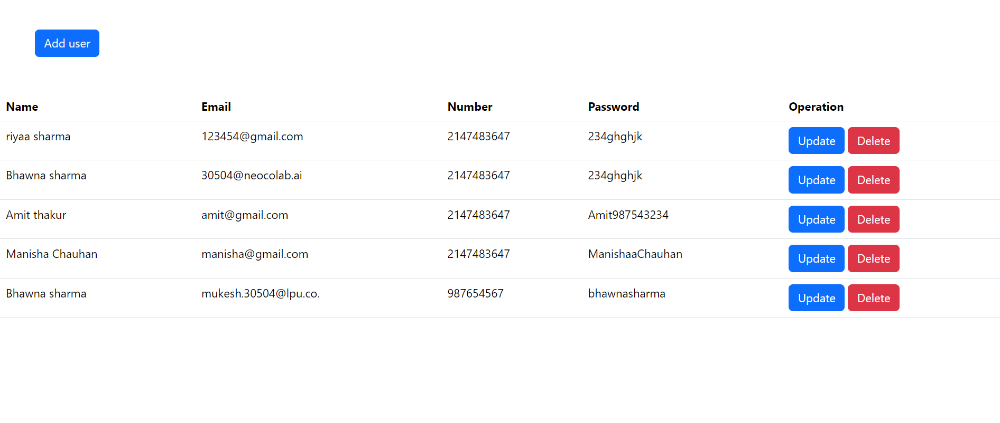 Add user
Name Email Number Password Operation
riyaa sharma 123454@gmail.com 2147483647 234ghghjk Update Delete
Bhawna sharma 30504@neocolab.ai 2147483647 234ghghjk Update Delete
Amit thakur amit@gmail.com 2147483647 Amit987543234 Update Delete
Manisha Chauhan manisha@gmail.com 2147483647 ManishaaChauhan Update Delete
Bhawna sharma mukesh.30504@lpu.co. 987654567 bhawnasharma Update Delete